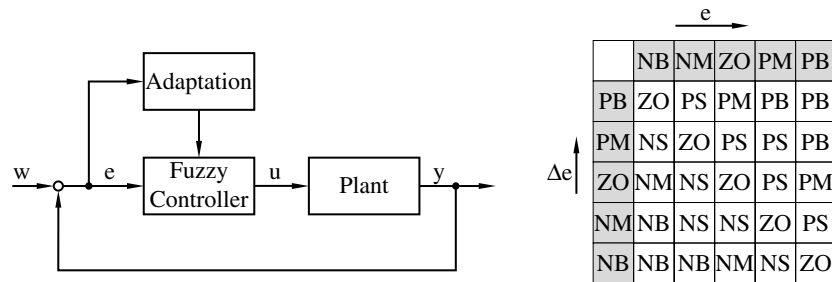 Adaptation
w
e
Fuzzy
Controller
u
Plant
y
e
NB NM ZO PM PB
PB ZO PS PM PB PB
PM NS ZO PS PS PB
Δe
ZO NM NS ZO PS PM
NM NB NS NS ZO PS
NB NB NB NM NS ZO